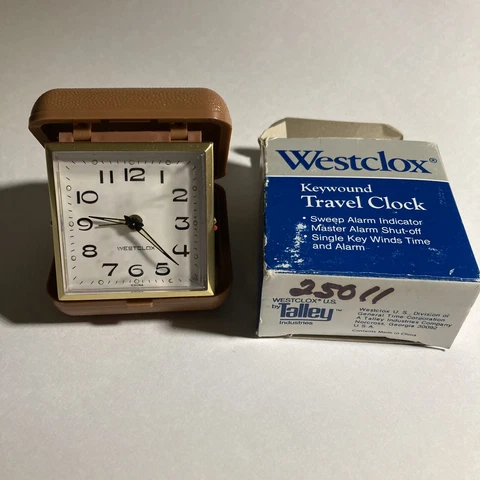 11 12 1
10 2
9 3
8 4
7 6 5
WESTCLOX
Westclox®
Keywound
Travel Clock
• Sweep Alarm Indicator
• Master Alarm Shut-off
• Single Key Winds Time
and Alarm
25011
WESTCLOX® U.S.
by Talley™
Industries
Westclox U.S. Division of
General Time Corporation
A Talley Industries Company
Norcross, Georgia 30092
U.S.A.
Contents Made in China